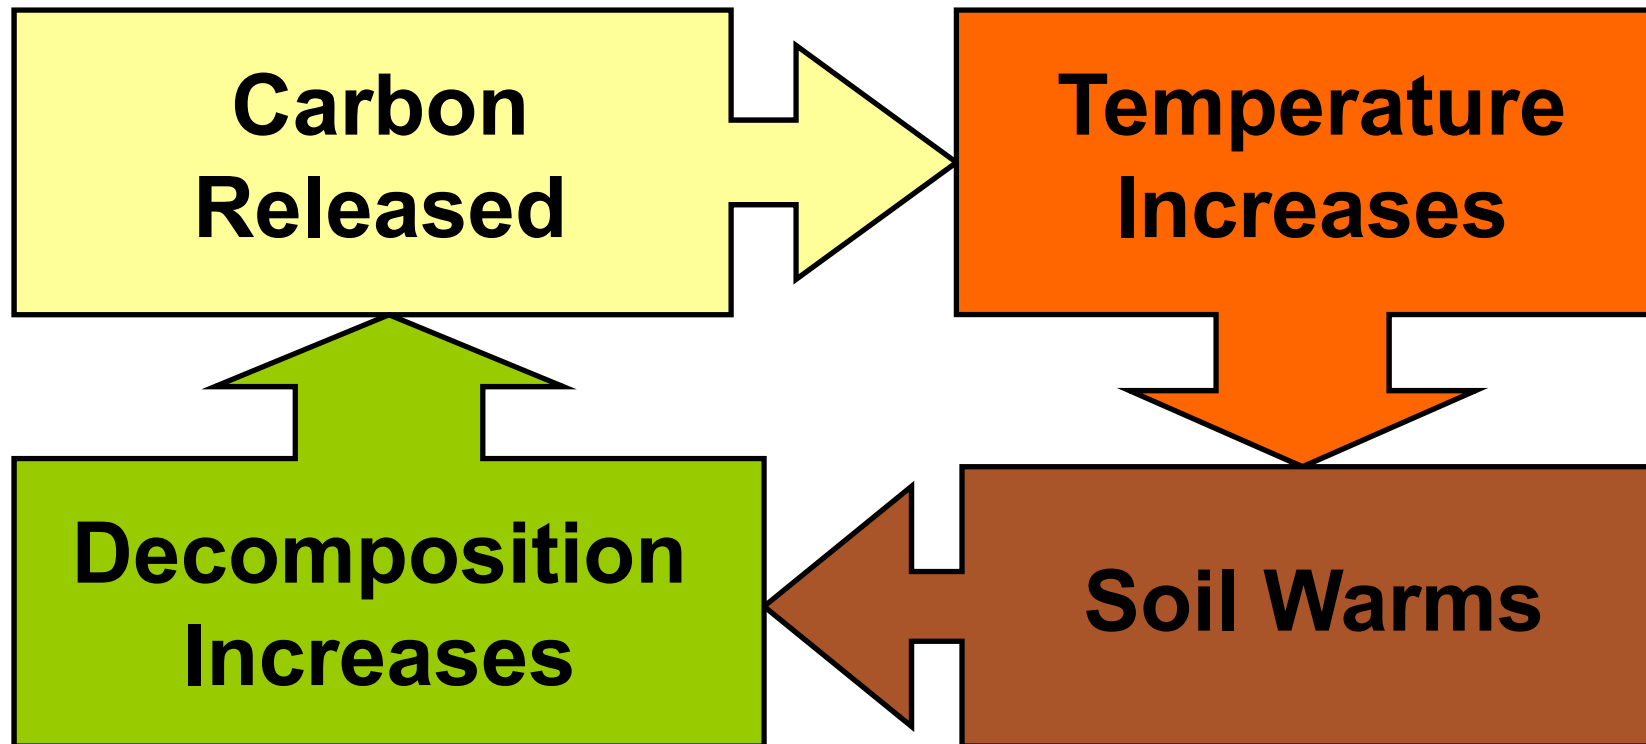 Carbon
Released
Temperature
Increases
Decomposition
Increases
Soil Warms